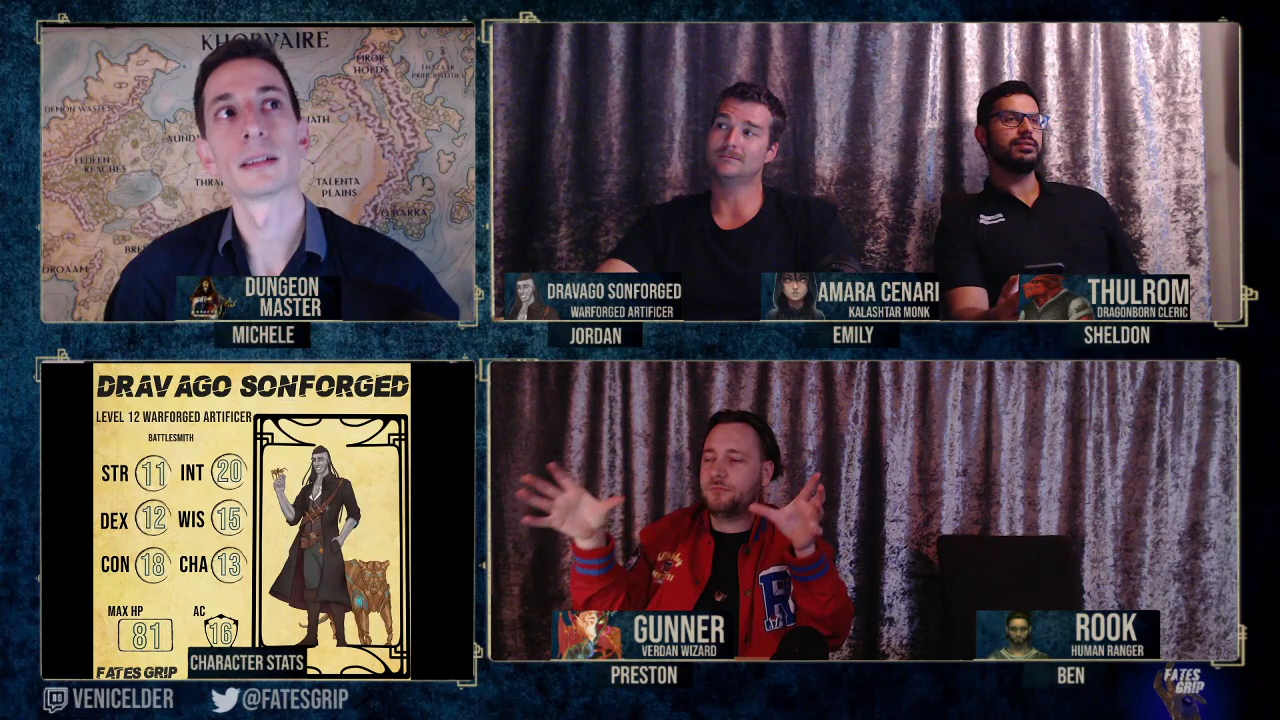 KHORVAIRE
MROR
HOLDS
DEMON WASTES
TALENTA
PLAINS
Q'BARRA
DROAAM
DUNGEON
MASTER
MICHELE
DRAVAGO SONFORGED
WARFORGED ARTIFICER
JORDAN
AMARA CENARI
KALASHTAR MONK
EMILY
THULROM
DRAGONBORN CLERIC
SHELDON
DRAVAGO SONFORGED
LEVEL 12 WARFORGED ARTIFICER
BATTLESMITH
STR 11 INT 20
DEX 12 WIS 15
CON 18 CHA 13
MAX HP AC
81 16
FATES GRIP
CHARACTER STATS
GUNNER
VERDAN WIZARD
PRESTON
R
ROOK
HUMAN RANGER
BEN
VENICELDER
@FATESGRIP
FATES
GRIP